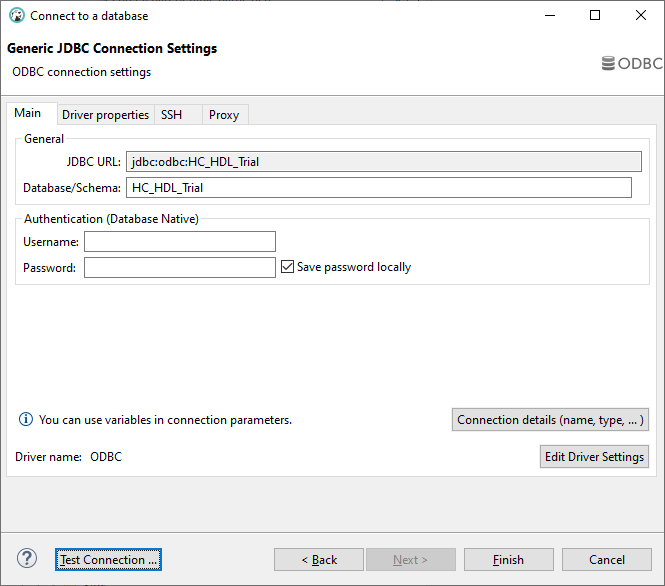 Connect to a database
Generic JDBC Connection Settings
ODBC connection settings
ODBC
Main Driver properties SSH Proxy
General
JDBC URL: jdbc:odbc:HC_HDL_Trial
Database/Schema: HC_HDL_Trial
Authentication (Database Native)
Username:
Password: Save password locally
You can use variables in connection parameters. Connection details (name, type, ... )
Driver name: ODBC Edit Driver Settings
? Test Connection ... < Back Next > Finish Cancel